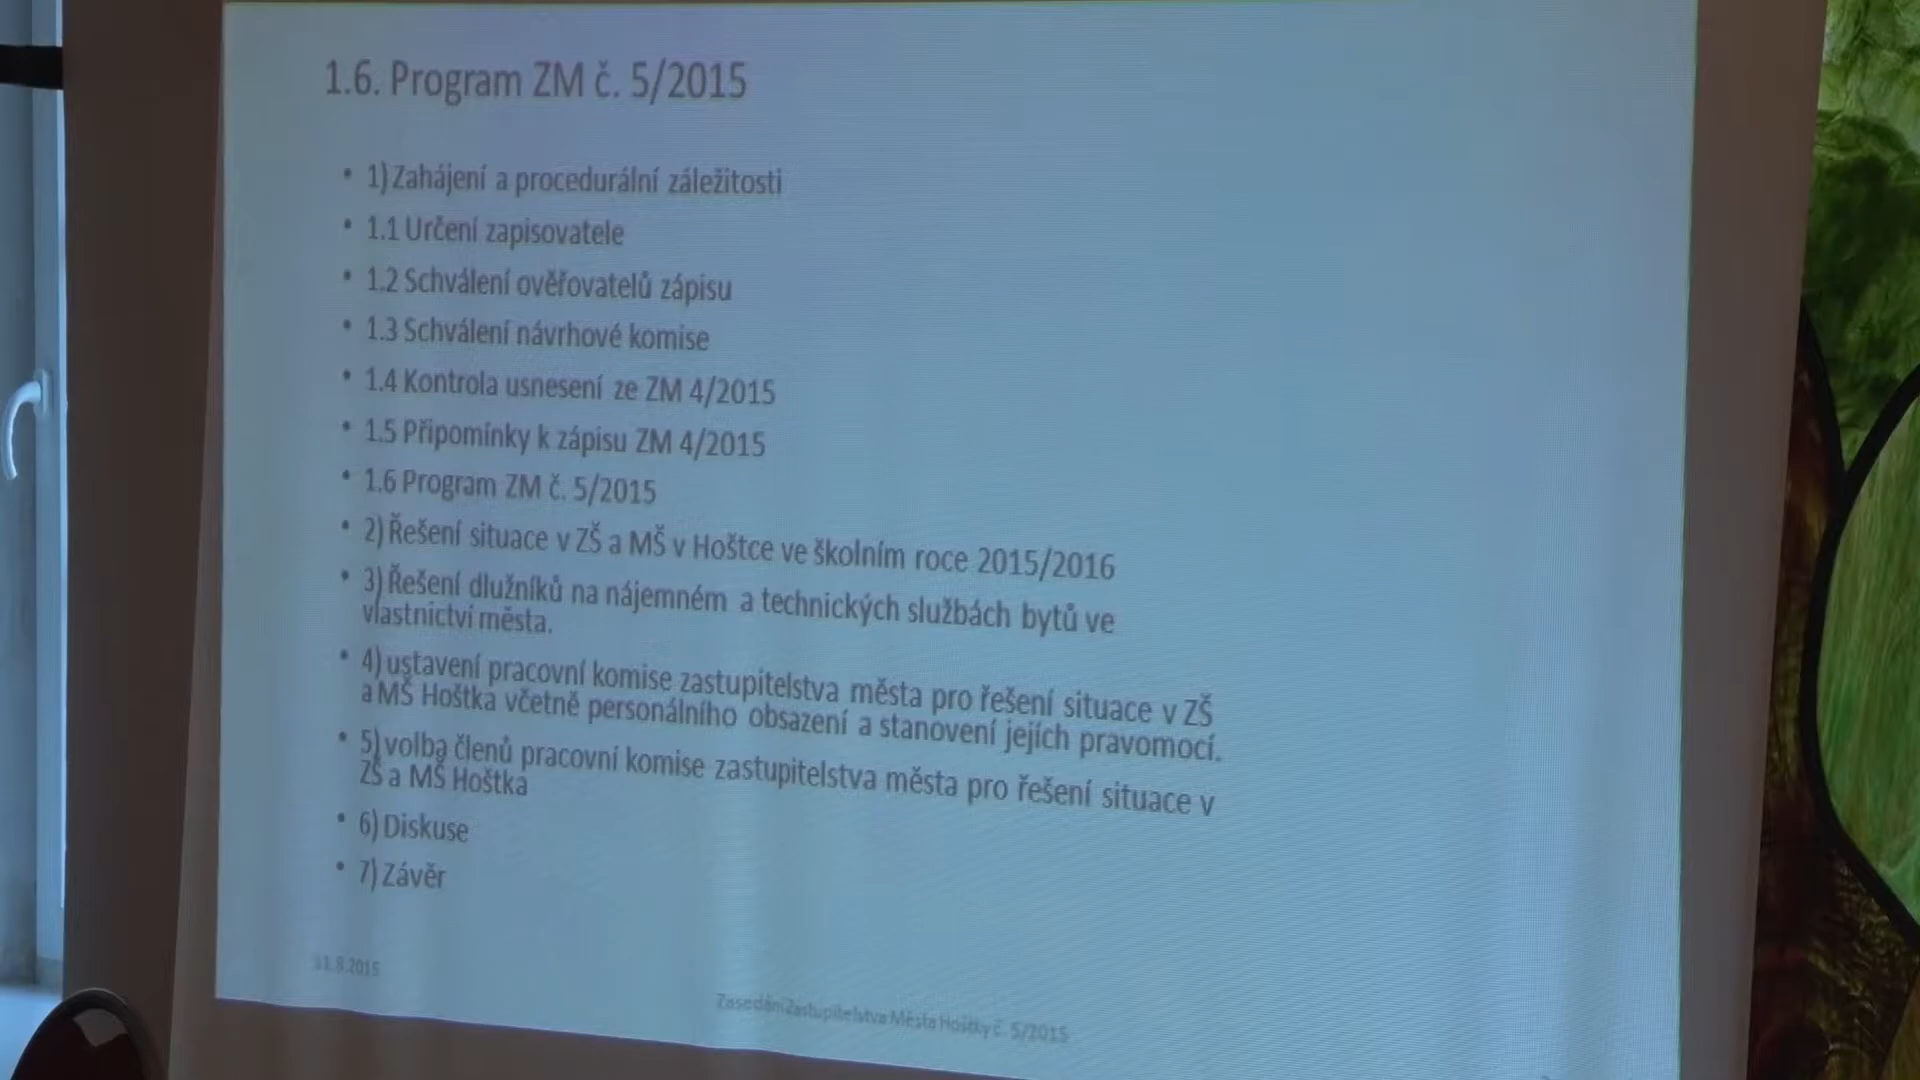 1.6. Program ZM č. 5/2015
• 1) Zahájení a procedurální záležitosti
• 1.1 Určení zapisovatele
• 1.2 Schválení ověřovatelů zápisu
• 1.3 Schválení návrhové komise
• 1.4 Kontrola usnesení ze ZM 4/2015
• 1.5 Připomínky k zápisu ZM 4/2015
• 1.6 Program ZM č. 5/2015
• 2) Řešení situace v ZŠ a MŠ v Hoštce ve školním roce 2015/2016
• 3) Řešení dlužníků na nájemném a technických službách bytů ve
vlastnictví města.
• 4) ustavení pracovní komise zastupitelstva města pro řešení situace v ZŠ
a MŠ Hoštka včetně personálního obsazení a stanovení jejích pravomocí.
• 5) volba členů pracovní komise zastupitelstva města pro řešení situace v
ZŠ a MŠ Hoštka
• 6) Diskuse
• 7) Závěr
11.8.2015
Zasedání Zastupitelstva Města Hoštky č. 5/2015